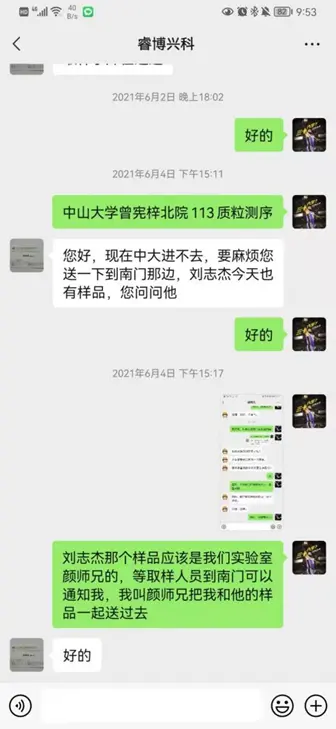 40
B/s
82
9:53
睿博兴科
2021年6月2日 晚上18:02
好的
2021年6月4日 下午15:11
中山大学曾宪梓北院 113 质粒测序
您好，现在中大进不去，要麻烦您
送一下到南门那边，刘志杰今天也
有样品，您问问他
好的
2021年6月4日 下午15:17
刘志杰那个样品应该是我们实验室
颜师兄的，等取样人员到南门可以
通知我，我叫颜师兄把我和他的样
品一起送过去
好的